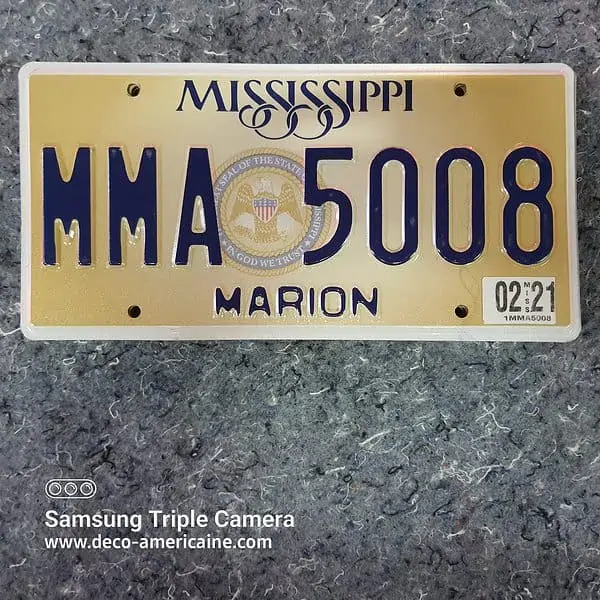 MISSISSIPPI
MMA 5008
SEAL OF THE STATE
MISSISSIPPI
IN GOD WE TRUST
MARION
02 MISS 21
1MMA5008
Samsung Triple Camera
www.deco-americaine.com